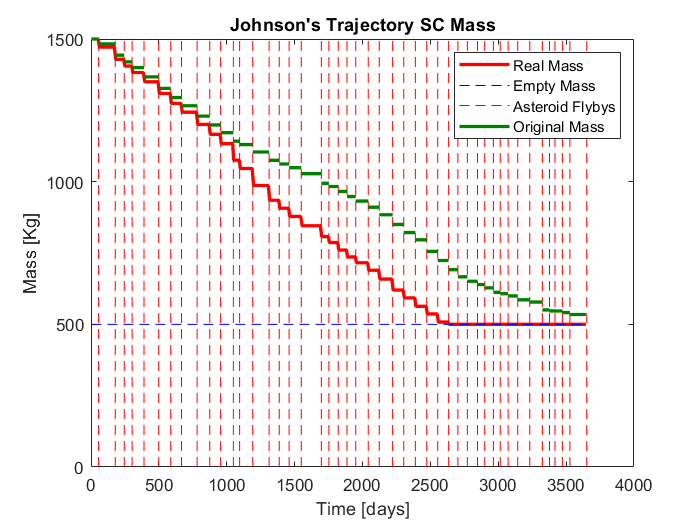 Johnson's Trajectory SC Mass
1500
1000
500
0
Mass [Kg]
Real Mass
Empty Mass
Asteroid Flybys
Original Mass
0 500 1000 1500 2000 2500 3000 3500 4000
Time [days]